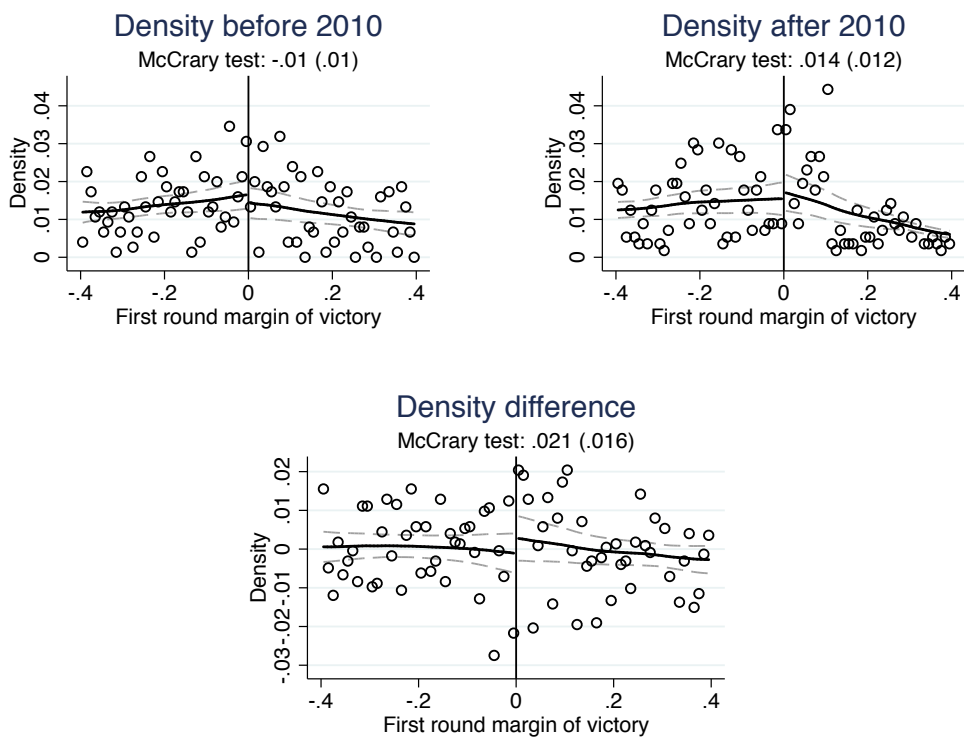 Density before 2010
McCrary test: -.01 (.01)
Density
0 .01 .02 .03 .04
-.4 -.2 0 .2 .4
First round margin of victory
Density after 2010
McCrary test: .014 (.012)
Density
0 .01 .02 .03 .04
-.4 -.2 0 .2 .4
First round margin of victory
Density difference
McCrary test: .021 (.016)
Density
-.03 -.02 -.01 0 .01 .02
-.4 -.2 0 .2 .4
First round margin of victory